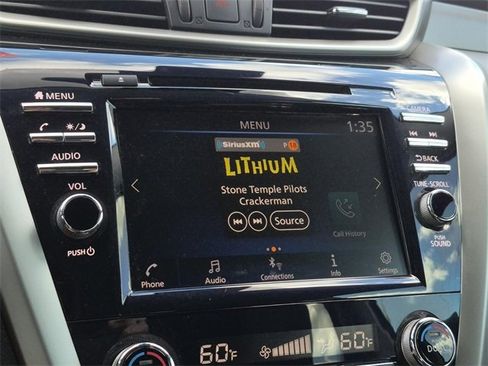 MENU
CAMERA
MENU 1:35
SiriusXM P
LITHIUM
AUDIO
BACK
Stone Temple Pilots
Crackerman
VOL
TUNE·SCROLL
Source
Call History
PUSH
PUSH
SOUND
Phone Audio Connections Info Settings
60°F 60°F